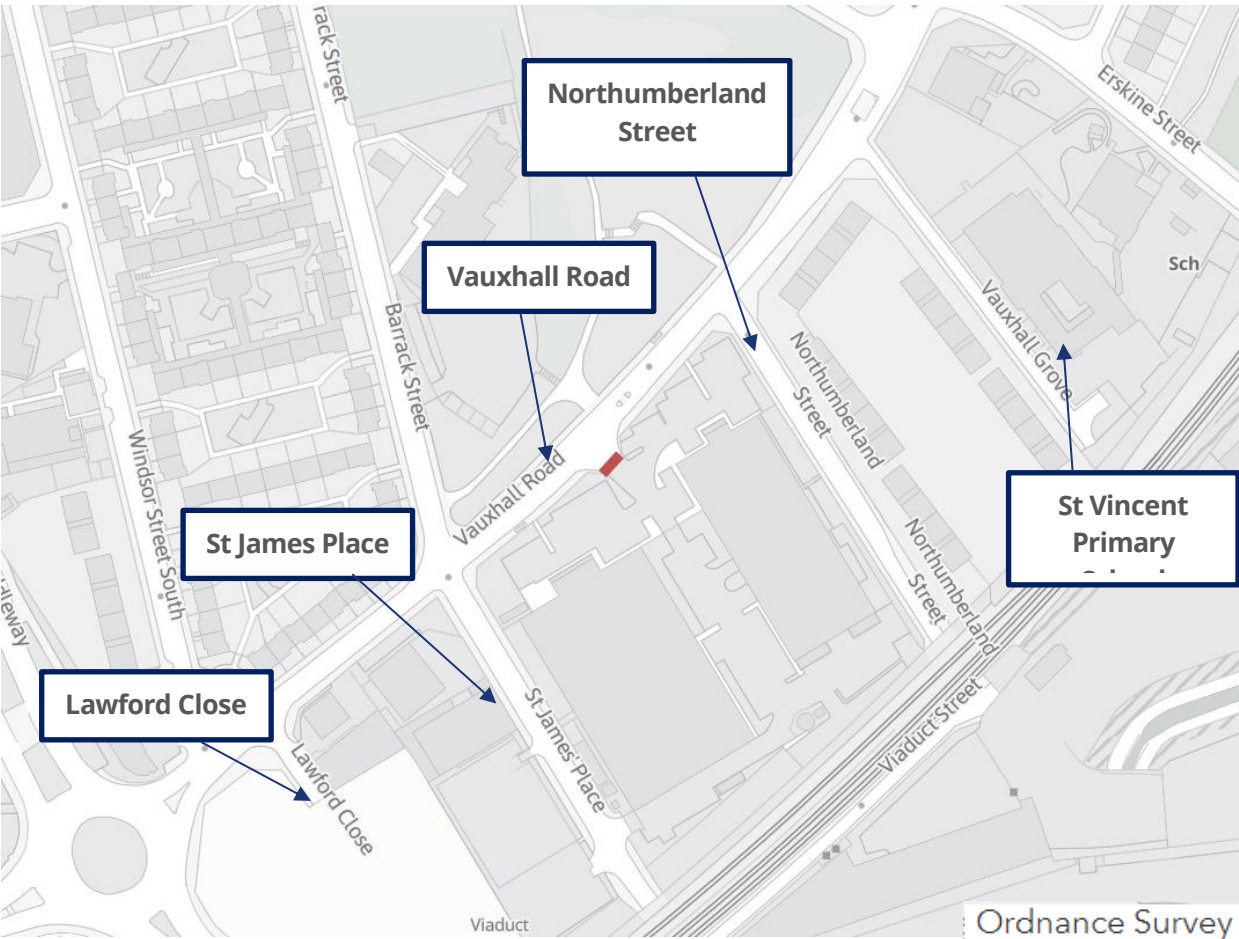 rrack Street
Northumberland
Street
Erskine Street
Vauxhall Road
Sch
Vauxhall Grove
Barrack Street
Northumberland
Street
Windsor Street South
Vauxhall Road
St James Place
St Vincent
Primary
Northumberland
Street
Lawford Close
St James' Place
Viaduct Street
Lawford Close
Viaduct
Ordnance Survey